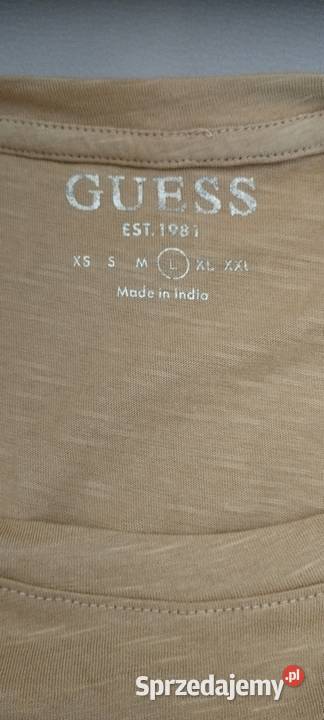 GUESS
EST. 1981
XS S M L XL XXL
Made in India
Sprzedajemy.pl